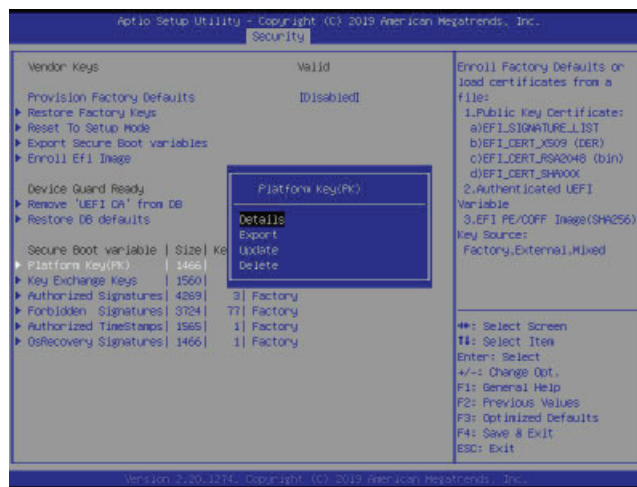 Aptio Setup Utility – Copyright (C) 2019 American Megatrends, Inc.
Security
Vendor Keys Valid
Provision Factory Defaults [Disabled]
Restore Factory Keys
Reset To Setup Mode
Export Secure Boot variables
Enroll Efi Image
Device Guard Ready
Remove 'UEFI CA' from DB
Restore DB defaults
Secure Boot variable | Size| Ke
Platform Key(PK) | 1466|
Key Exchange Keys | 1560|
Authorized Signatures| 4269| 3| Factory
Forbidden Signatures| 3724| 77| Factory
Authorized TimeStamps| 1565| 1| Factory
OsRecovery Signatures| 1466| 1| Factory
Platform Key(PK)
Details
Export
Update
Delete
Enroll Factory Defaults or
load certificates from a
file:
1.Public Key Certificate:
a)EFI_SIGNATURE_LIST
b)EFI_CERT_X509 (DER)
c)EFI_CERT_RSA2048 (bin)
d)EFI_CERT_SHAXXX
2.Authenticated UEFI
Variable
3.EFI PE/COFF Image(SHA256)
Key Source:
Factory,External,Mixed
↔: Select Screen
↑↓: Select Item
Enter: Select
+/-: Change Opt.
F1: General Help
F2: Previous Values
F3: Optimized Defaults
F4: Save & Exit
ESC: Exit
Version 2.20.1274. Copyright (C) 2019 American Megatrends, Inc.